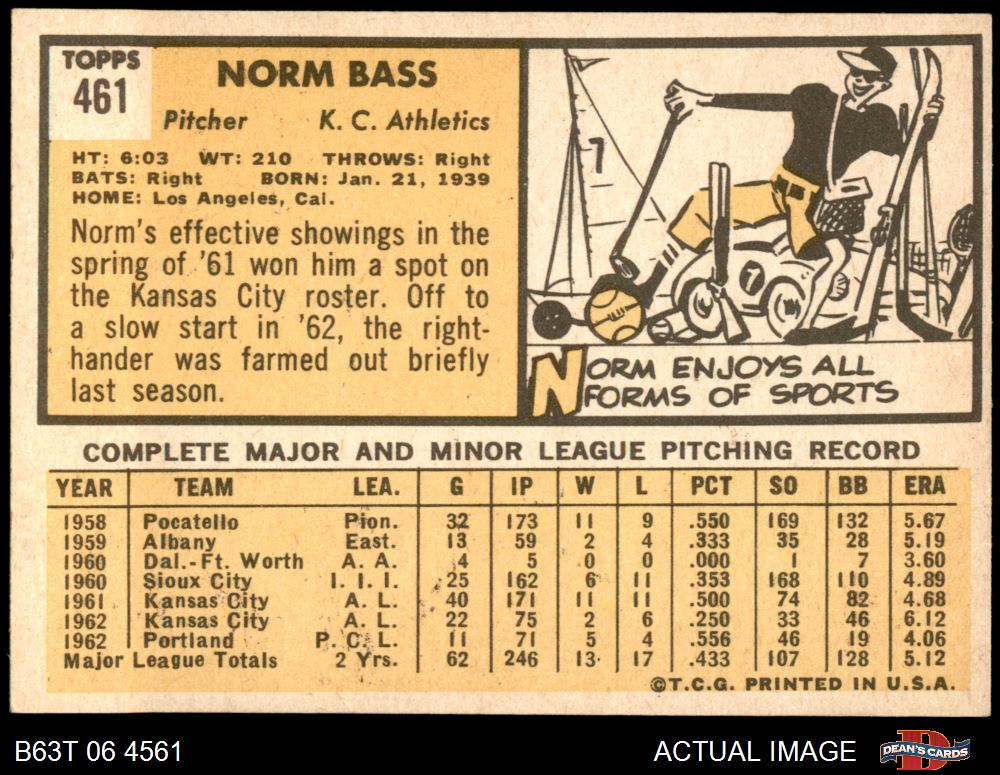 TOPPS
461
NORM BASS
Pitcher K. C. Athletics
HT: 6:03 WT: 210 THROWS: Right
BATS: Right BORN: Jan. 21, 1939
HOME: Los Angeles, Cal.
Norm's effective showings in the
spring of '61 won him a spot on
the Kansas City roster. Off to
a slow start in '62, the right-
hander was farmed out briefly
last season.
7
7
NORM ENJOYS ALL
FORMS OF SPORTS
COMPLETE MAJOR AND MINOR LEAGUE PITCHING RECORD
YEAR TEAM LEA. G IP W L PCT SO BB ERA
1958 Pocatello Pion. 32 173 11 9 .550 169 132 5.67
1959 Albany East. 13 59 2 4 .333 35 28 5.19
1960 Dal.-Ft. Worth A. A. 4 5 0 0 .000 1 7 3.60
1960 Sioux City I. I. I. 25 162 6 11 .353 168 110 4.89
1961 Kansas City A. L. 40 171 11 11 .500 74 82 4.68
1962 Kansas City A. L. 22 75 2 6 .250 33 46 6.12
1962 Portland P. C. L. 11 71 5 4 .556 46 19 4.06
Major League Totals 2 Yrs. 62 246 13 17 .433 107 128 5.12
©T.C.G. PRINTED IN U.S.A.
B63T 06 4561 ACTUAL IMAGE DEAN'S CARDS